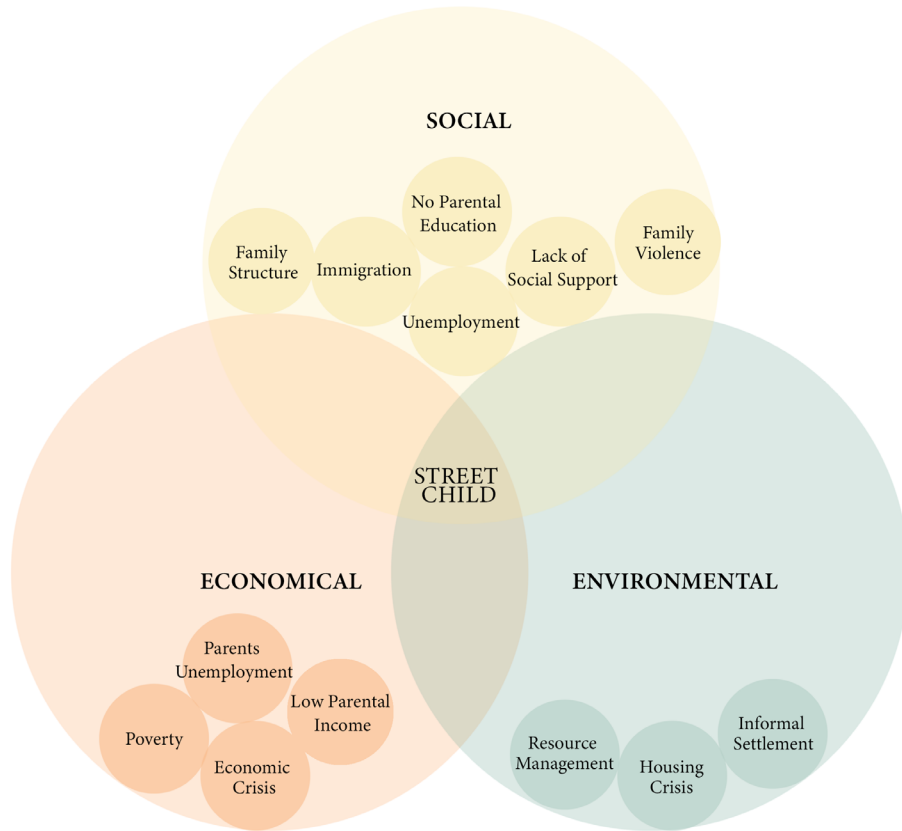 SOCIAL
No Parental
Education
Family
Structure
Immigration
Unemployment
Lack of
Social Support
Family
Violence
STREET
CHILD
ECONOMICAL
Parents
Unemployment
Low Parental
Income
Poverty
Economic
Crisis
ENVIRONMENTAL
Resource
Management
Housing
Crisis
Informal
Settlement